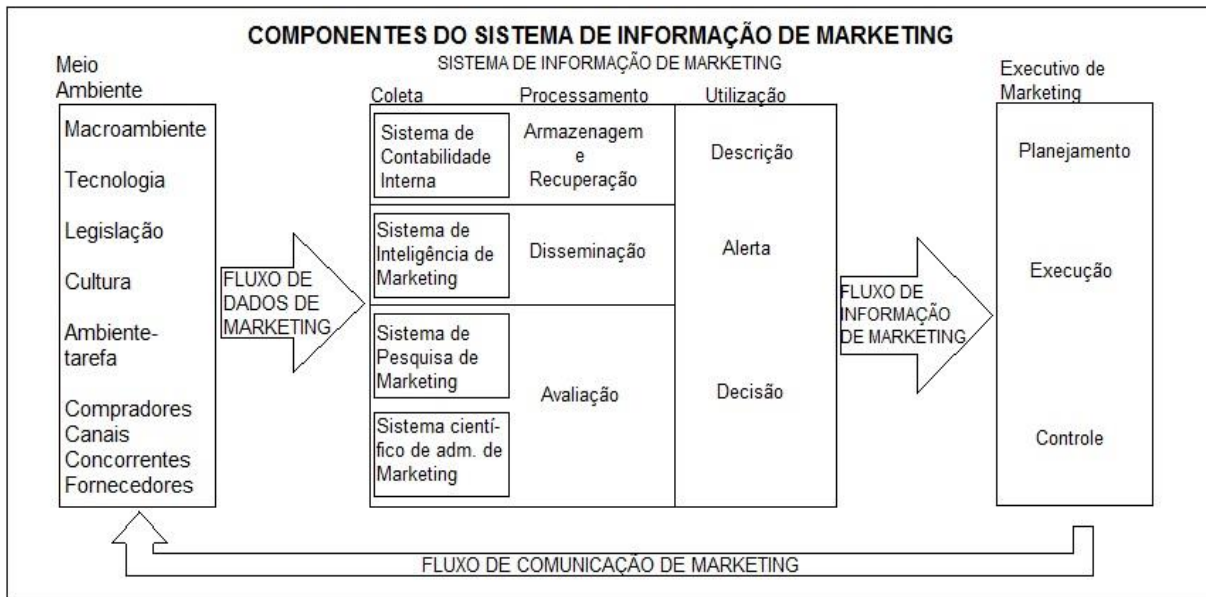 COMPONENTES DO SISTEMA DE INFORMAÇÃO DE MARKETING
SISTEMA DE INFORMAÇÃO DE MARKETING
Meio
Ambiente
Macroambiente
Tecnologia
Legislação
Cultura
Ambiente-
tarefa
Compradores
Canais
Concorrentes
Fornecedores
FLUXO DE
DADOS DE
MARKETING
Coleta
Processamento
Utilização
Sistema de
Contabilidade
Interna
Armazenagem
e
Recuperação
Descrição
Sistema de
Inteligência de
Marketing
Disseminação
Alerta
Sistema de
Pesquisa de
Marketing
Sistema cientí-
fico de adm. de
Marketing
Avaliação
Decisão
FLUXO DE
INFORMAÇÃO
DE MARKETING
Executivo de
Marketing
Planejamento
Execução
Controle
FLUXO DE COMUNICAÇÃO DE MARKETING